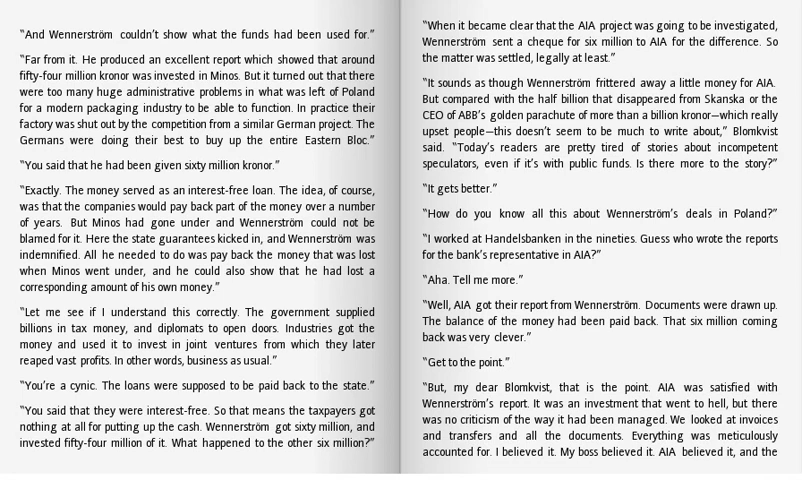 “And Wennerström couldn’t show what the funds had been used for.”
“Far from it. He produced an excellent report which showed that around
fifty-four million kronor was invested in Minos. But it turned out that there
were too many huge administrative problems in what was left of Poland
for a modern packaging industry to be able to function. In practice their
factory was shut out by the competition from a similar German project. The
Germans were doing their best to buy up the entire Eastern Bloc.”
“You said that he had been given sixty million kronor.”
“Exactly. The money served as an interest-free loan. The idea, of course,
was that the companies would pay back part of the money over a number
of years. But Minos had gone under and Wennerström could not be
blamed for it. Here the state guarantees kicked in, and Wennerström was
indemnified. All he needed to do was pay back the money that was lost
when Minos went under, and he could also show that he had lost a
corresponding amount of his own money.”
“Let me see if I understand this correctly. The government supplied
billions in tax money, and diplomats to open doors. Industries got the
money and used it to invest in joint ventures from which they later
reaped vast profits. In other words, business as usual.”
“You’re a cynic. The loans were supposed to be paid back to the state.”
“You said that they were interest-free. So that means the taxpayers got
nothing at all for putting up the cash. Wennerström got sixty million, and
invested fifty-four million of it. What happened to the other six million?”
“When it became clear that the AIA project was going to be investigated,
Wennerström sent a cheque for six million to AIA for the difference. So
the matter was settled, legally at least.”
“It sounds as though Wennerström frittered away a little money for AIA.
But compared with the half billion that disappeared from Skanska or the
CEO of ABB’s golden parachute of more than a billion kronor—which really
upset people—this doesn’t seem to be much to write about,” Blomkvist
said. “Today’s readers are pretty tired of stories about incompetent
speculators, even if it’s with public funds. Is there more to the story?”
“It gets better.”
“How do you know all this about Wennerström’s deals in Poland?”
“I worked at Handelsbanken in the nineties. Guess who wrote the reports
for the bank’s representative in AIA?”
“Aha. Tell me more.”
“Well, AIA got their report from Wennerström. Documents were drawn up.
The balance of the money had been paid back. That six million coming
back was very clever.”
“Get to the point.”
“But, my dear Blomkvist, that is the point. AIA was satisfied with
Wennerström’s report. It was an investment that went to hell, but there
was no criticism of the way it had been managed. We looked at invoices
and transfers and all the documents. Everything was meticulously
accounted for. I believed it. My boss believed it. AIA believed it, and the